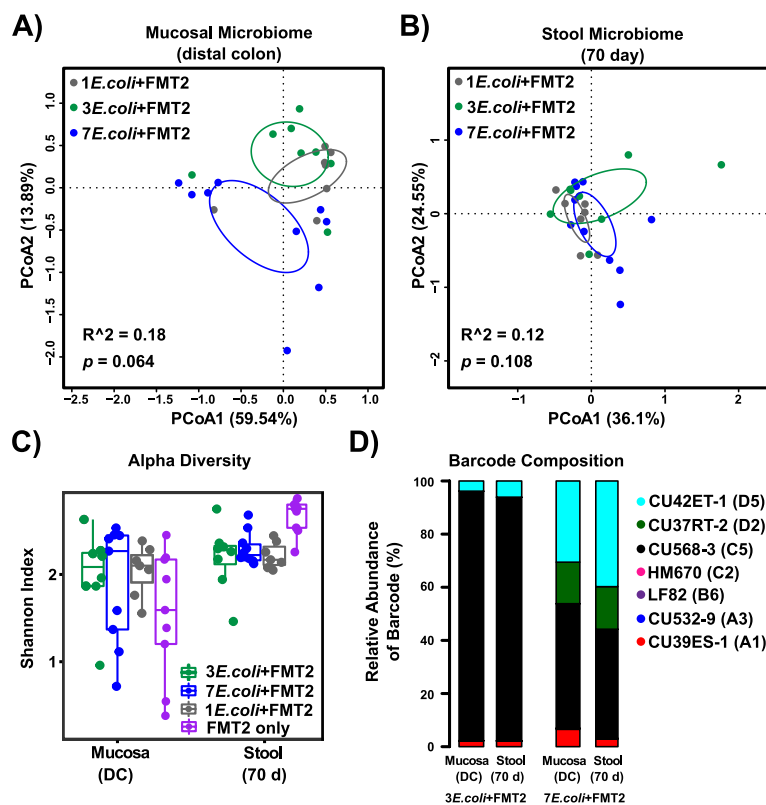 A)
Mucosal Microbiome
(distal colon)
1E.coli+FMT2
3E.coli+FMT2
7E.coli+FMT2
PCoA2 (13.89%)
1.0
0.5
0.0
-0.5
-1.0
-1.5
-2.0
R^2 = 0.18
p = 0.064
-2.5 -2.0 -1.5 -1.0 -0.5 0.0 0.5 1.0
PCoA1 (59.54%)
B)
Stool Microbiome
(70 day)
1E.coli+FMT2
3E.coli+FMT2
7E.coli+FMT2
PCoA2 (24.55%)
1
0
-1
-2
R^2 = 0.12
p = 0.108
-1 0 1 2
PCoA1 (36.1%)
C)
Alpha Diversity
Shannon Index
2
1
3E.coli+FMT2
7E.coli+FMT2
1E.coli+FMT2
FMT2 only
Mucosa Stool
(DC) (70 d)
D)
Barcode Composition
Relative Abundance
of Barcode (%)
100
80
60
40
20
0
CU42ET-1 (D5)
CU37RT-2 (D2)
CU568-3 (C5)
HM670 (C2)
LF82 (B6)
CU532-9 (A3)
CU39ES-1 (A1)
Mucosa Stool Mucosa Stool
(DC) (70 d) (DC) (70 d)
3E.coli+FMT2 7E.coli+FMT2